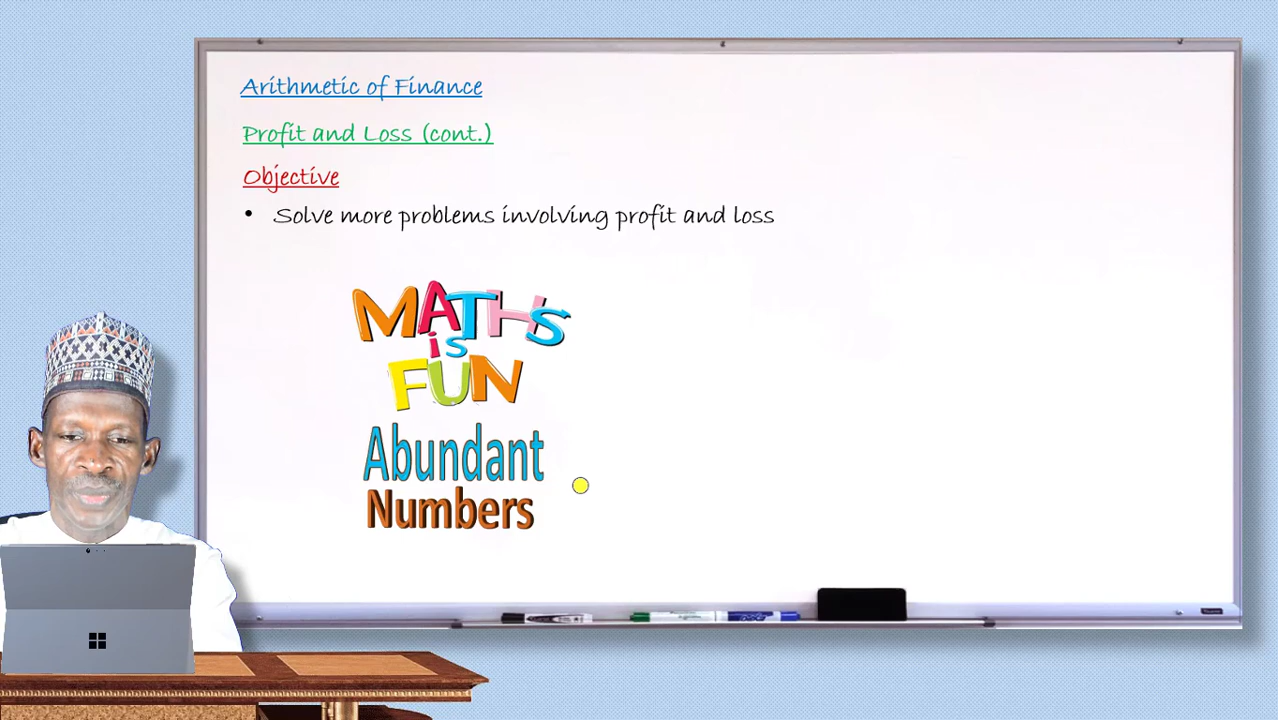 Arithmetic of Finance
Profit and Loss (cont.)
Objective
• Solve more problems involving profit and loss
MATHS
is
FUN
Abundant
Numbers